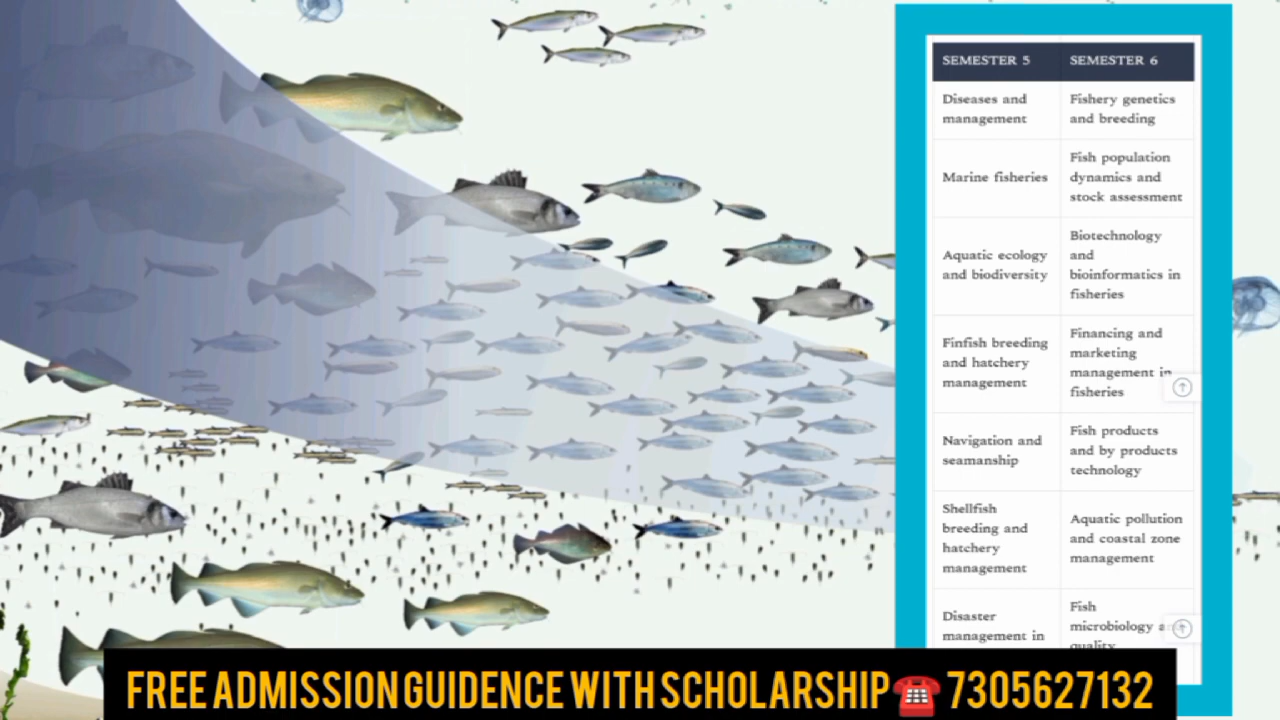 SEMESTER 5
SEMESTER 6
Diseases and
management
Fishery genetics
and breeding
Marine fisheries
Fish population
dynamics and
stock assessment
Aquatic ecology
and biodiversity
Biotechnology
and
bioinformatics in
fisheries
Finfish breeding
and hatchery
management
Financing and
marketing
management in
fisheries
Navigation and
seamanship
Fish products
and by products
technology
Shellfish
breeding and
hatchery
management
Aquatic pollution
and coastal zone
management
Disaster
management in
Fish
microbiology
quality
FREE ADMISSION GUIDENCE WITH SCHOLARSHIP☎ 7305627132